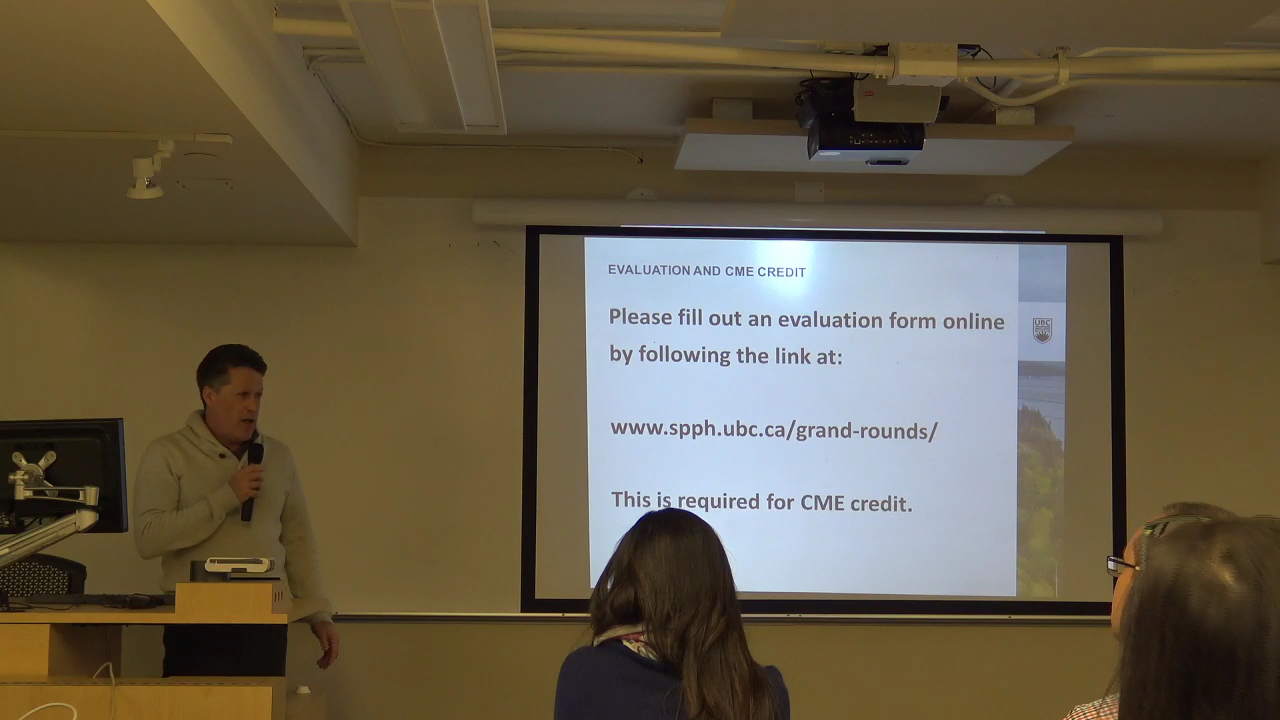 EVALUATION AND CME CREDIT
Please fill out an evaluation form online
by following the link at:
www.spph.ubc.ca/grand-rounds/
This is required for CME credit.
UBC